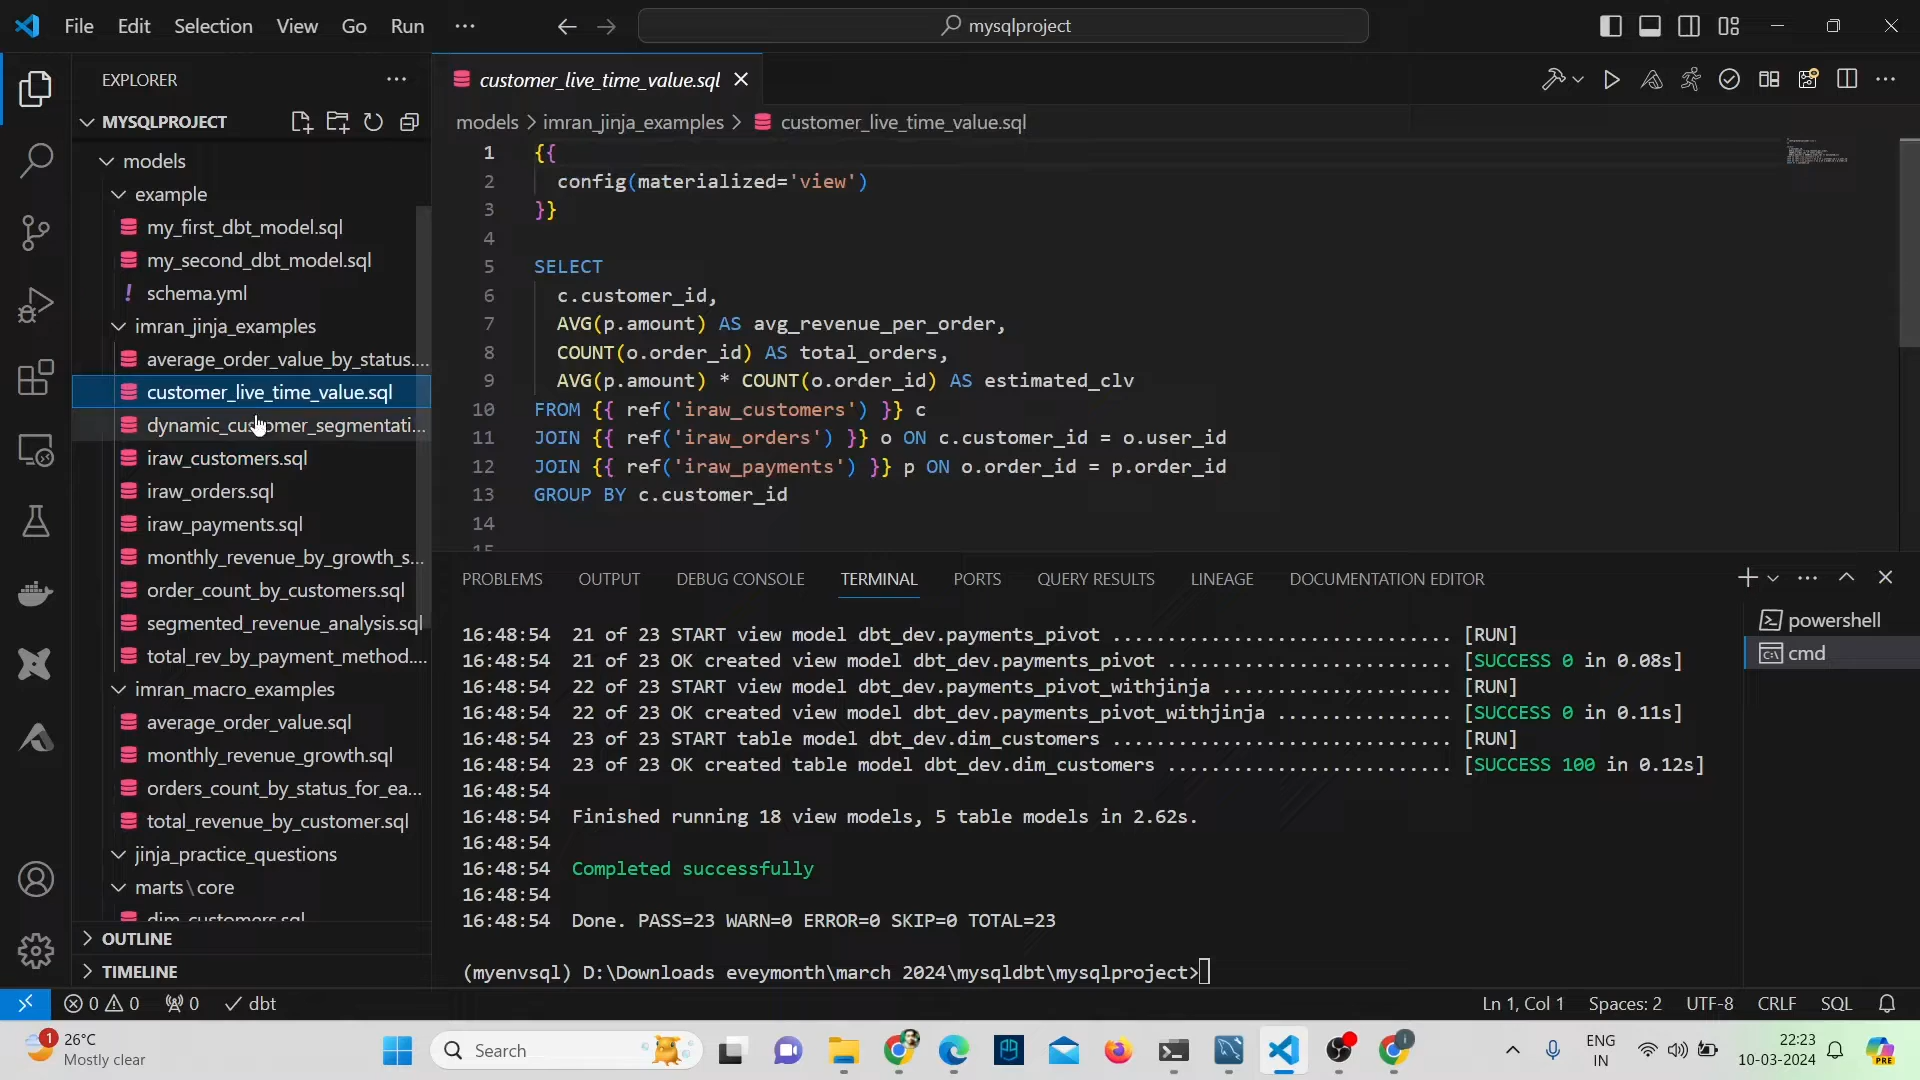 File Edit Selection View Go Run ...
mysqlproject
EXPLORER
MYSQLPROJECT
models
example
my_first_dbt_model.sql
my_second_dbt_model.sql
! schema.yml
imran_jinja_examples
average_order_value_by_status....
customer_live_time_value.sql
dynamic_customer_segmentati...
iraw_customers.sql
iraw_orders.sql
iraw_payments.sql
monthly_revenue_by_growth_s...
order_count_by_customers.sql
segmented_revenue_analysis.sql
total_rev_by_payment_method....
imran_macro_examples
average_order_value.sql
monthly_revenue_growth.sql
orders_count_by_status_for_ea...
total_revenue_by_customer.sql
jinja_practice_questions
marts\core
dim_customers.sql
OUTLINE
TIMELINE
customer_live_time_value.sql
models > imran_jinja_examples > customer_live_time_value.sql
1 {{
2 config(materialized='view')
3 }}
4
5 SELECT
6 c.customer_id,
7 AVG(p.amount) AS avg_revenue_per_order,
8 COUNT(o.order_id) AS total_orders,
9 AVG(p.amount) * COUNT(o.order_id) AS estimated_clv
10 FROM {{ ref('iraw_customers') }} c
11 JOIN {{ ref('iraw_orders') }} o ON c.customer_id = o.user_id
12 JOIN {{ ref('iraw_payments') }} p ON o.order_id = p.order_id
13 GROUP BY c.customer_id
14
15
PROBLEMS OUTPUT DEBUG CONSOLE TERMINAL PORTS QUERY RESULTS LINEAGE DOCUMENTATION EDITOR
16:48:54 21 of 23 START view model dbt_dev.payments_pivot ............................... [RUN]
16:48:54 21 of 23 OK created view model dbt_dev.payments_pivot .......................... [SUCCESS 0 in 0.08s]
16:48:54 22 of 23 START view model dbt_dev.payments_pivot_withjinja ..................... [RUN]
16:48:54 22 of 23 OK created view model dbt_dev.payments_pivot_withjinja ................ [SUCCESS 0 in 0.11s]
16:48:54 23 of 23 START table model dbt_dev.dim_customers ............................... [RUN]
16:48:54 23 of 23 OK created table model dbt_dev.dim_customers .......................... [SUCCESS 100 in 0.12s]
16:48:54
16:48:54 Finished running 18 view models, 5 table models in 2.62s.
16:48:54
16:48:54 Completed successfully
16:48:54
16:48:54 Done. PASS=23 WARN=0 ERROR=0 SKIP=0 TOTAL=23
(myenvsql) D:\Downloads eveymonth\march 2024\mysqldbt\mysqlproject>
powershell
cmd
0 0 0 dbt
Ln 1, Col 1 Spaces: 2 UTF-8 CRLF SQL
1
26°C
Mostly clear
Search
ENG
IN
22:23
10-03-2024
PRE